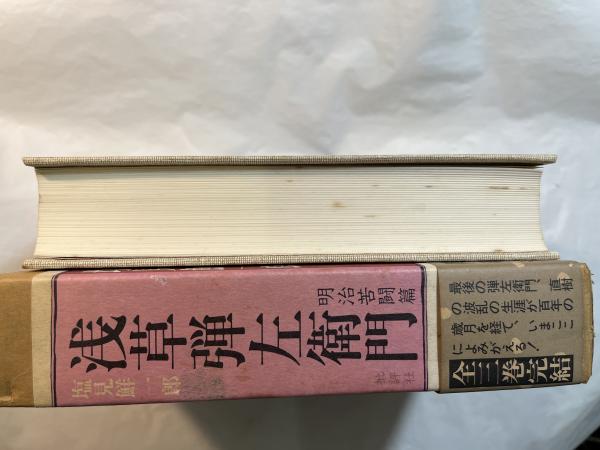 浅草弾左衛門
明治苦闘篇
塩見鮮一郎
批評社
最後の弾左衛門、直樹
の波乱の生涯が百年の
歳月を経て、いまここ
によみがえる!
全三巻完結